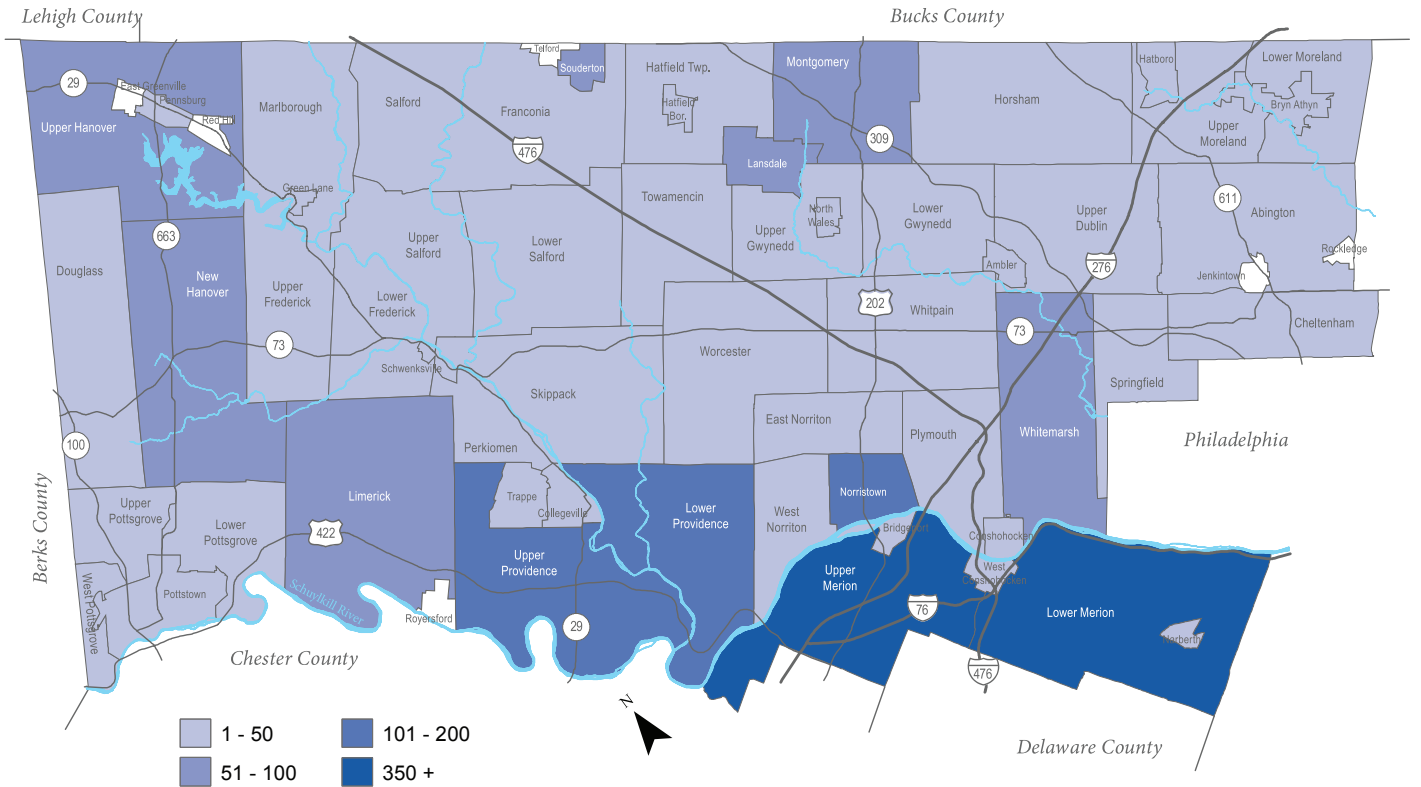 Lehigh County
Bucks County
Telford
Souderton
Hatfield Twp.
Montgomery
Hatboro
Lower Moreland
29
East Greenville
Pennsburg
Red Hill
Upper Hanover
Marlborough
Salford
Franconia
Hatfield
Bor.
Horsham
Bryn Athyn
Upper
Moreland
476
309
Lansdale
Green Lane
Towamencin
611
North
Wales
Lower
Gwynedd
Upper
Dublin
Abington
663
Upper
Gwynedd
Upper
Salford
Lower
Salford
Rockledge
Douglass
New
Hanover
Ambler
276
Jenkintown
Upper
Frederick
Lower
Frederick
202
Whitpain
73
Cheltenham
73
Worcester
Schwenksville
Skippack
Springfield
East Norriton
Plymouth
Whitemarsh
Philadelphia
100
Perkiomen
Berks County
Upper
Pottsgrove
Limerick
Trappe
Collegeville
Norristown
Lower
Providence
West
Norriton
Lower
Pottsgrove
422
Bridgeport
Conshohocken
Upper
Providence
West
Conshohocken
Upper
Merion
West Pottsgrove
Pottstown
Schuylkill River
Royersford
76
Lower Merion
29
Narberth
Chester County
476
N
Delaware County
1 - 50
101 - 200
51 - 100
350 +